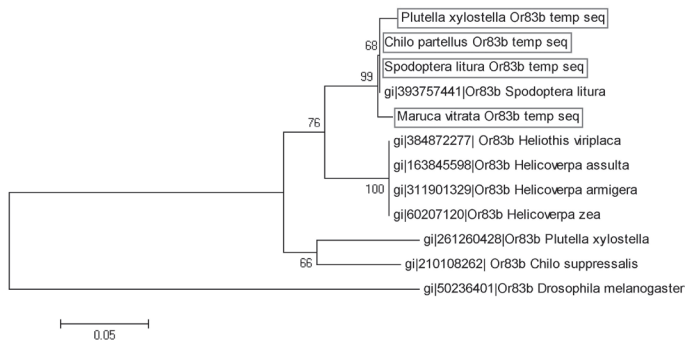 Plutella xylostella Or83b temp seq
68
Chilo partellus Or83b temp seq
Spodoptera litura Or83b temp seq
99
gi|393757441|Or83b Spodoptera litura
Maruca vitrata Or83b temp seq
76
gi|384872277| Or83b Heliothis viriplaca
gi|163845598|Or83b Helicoverpa assulta
100
gi|311901329|Or83b Helicoverpa armigera
gi|60207120|Or83b Helicoverpa zea
gi|261260428|Or83b Plutella xylostella
66
gi|210108262| Or83b Chilo suppressalis
gi|50236401|Or83b Drosophila melanogaster
0.05